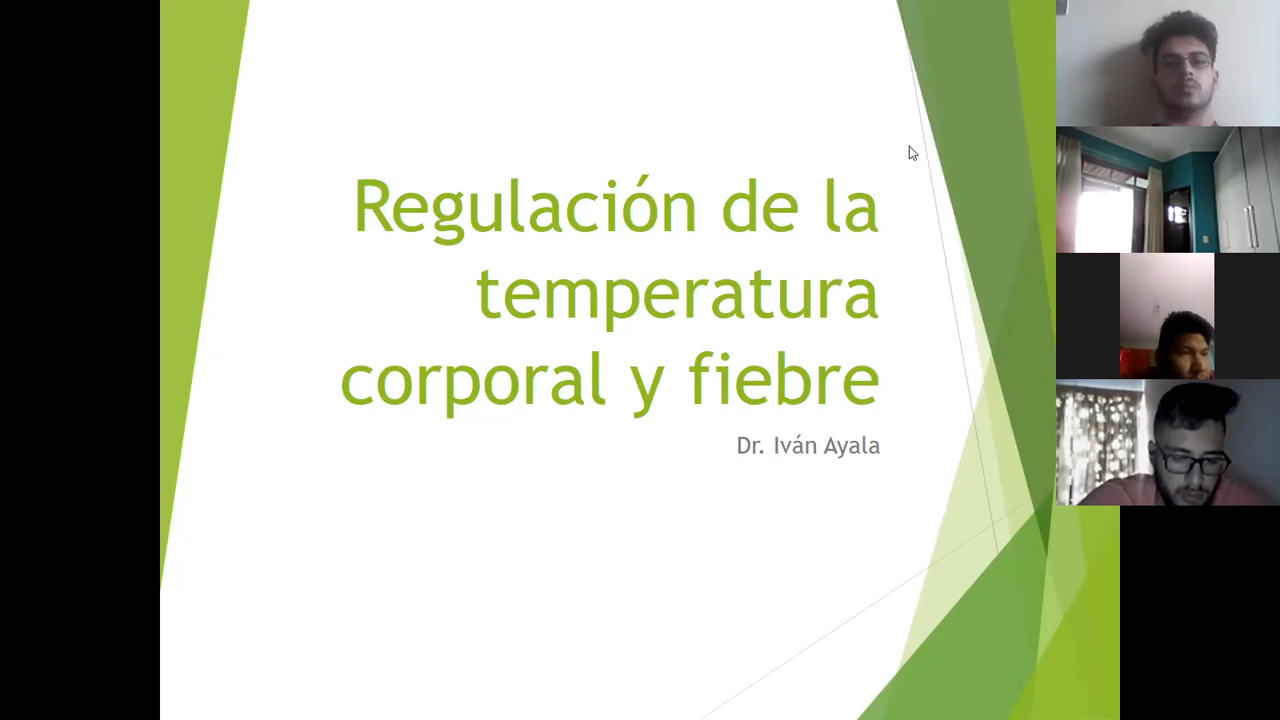 Regulación de la
temperatura
corporal y fiebre
Dr. Iván Ayala